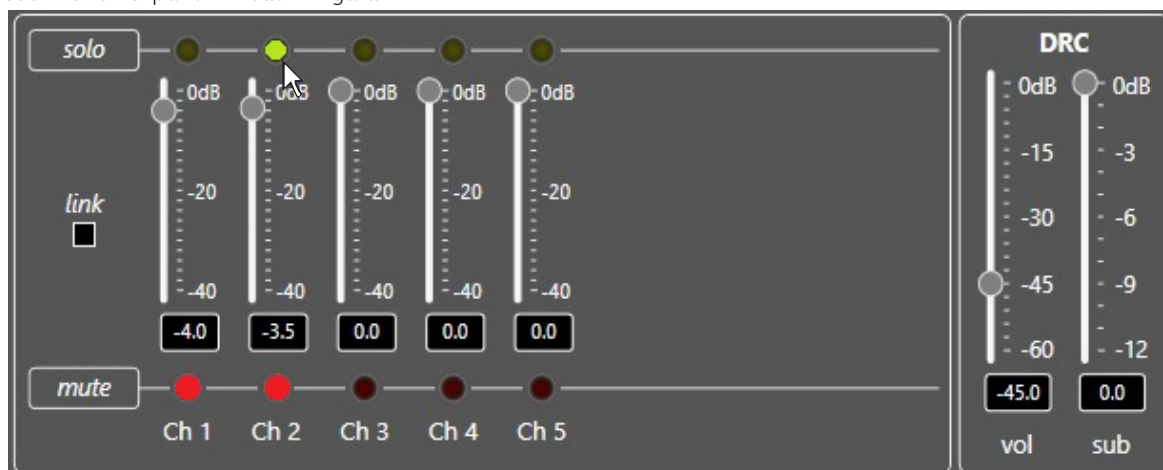 solo
DRC
0dB 0dB 0dB 0dB 0dB
0dB 0dB
-15 -3
link
-20 -20 -20 -20 -20
-30 -6
-45 -9
-40 -40 -40 -40 -40
-4.0 -3.5 0.0 0.0 0.0
-60 -12
mute
-45.0 0.0
Ch 1 Ch 2 Ch 3 Ch 4 Ch 5
vol sub